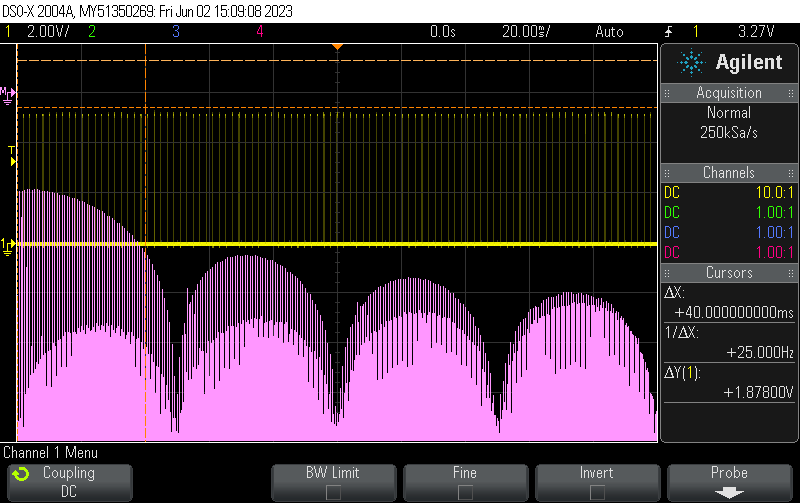 DSO-X 2004A, MY51350269: Fri Jun 02 15:09:08 2023
1 2.00V/ 2 3 4 0.0s 20.00ms/ Auto 1 3.27V
M
T
1
Agilent
Acquisition
Normal
250kSa/s
Channels
DC 10.0:1
DC 1.00:1
DC 1.00:1
DC 1.00:1
Cursors
ΔX:
+40.000000000ms
1/ΔX:
+25.000Hz
ΔY(1):
+1.87800V
Channel 1 Menu
Coupling
DC
BW Limit
Fine
Invert
Probe